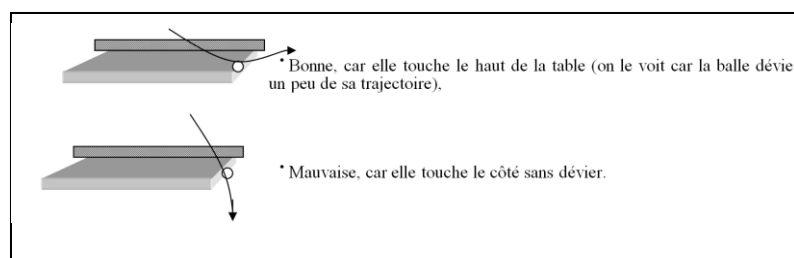 • Bonne, car elle touche le haut de la table (on le voit car la balle dévie
un peu de sa trajectoire),
• Mauvaise, car elle touche le côté sans dévier.